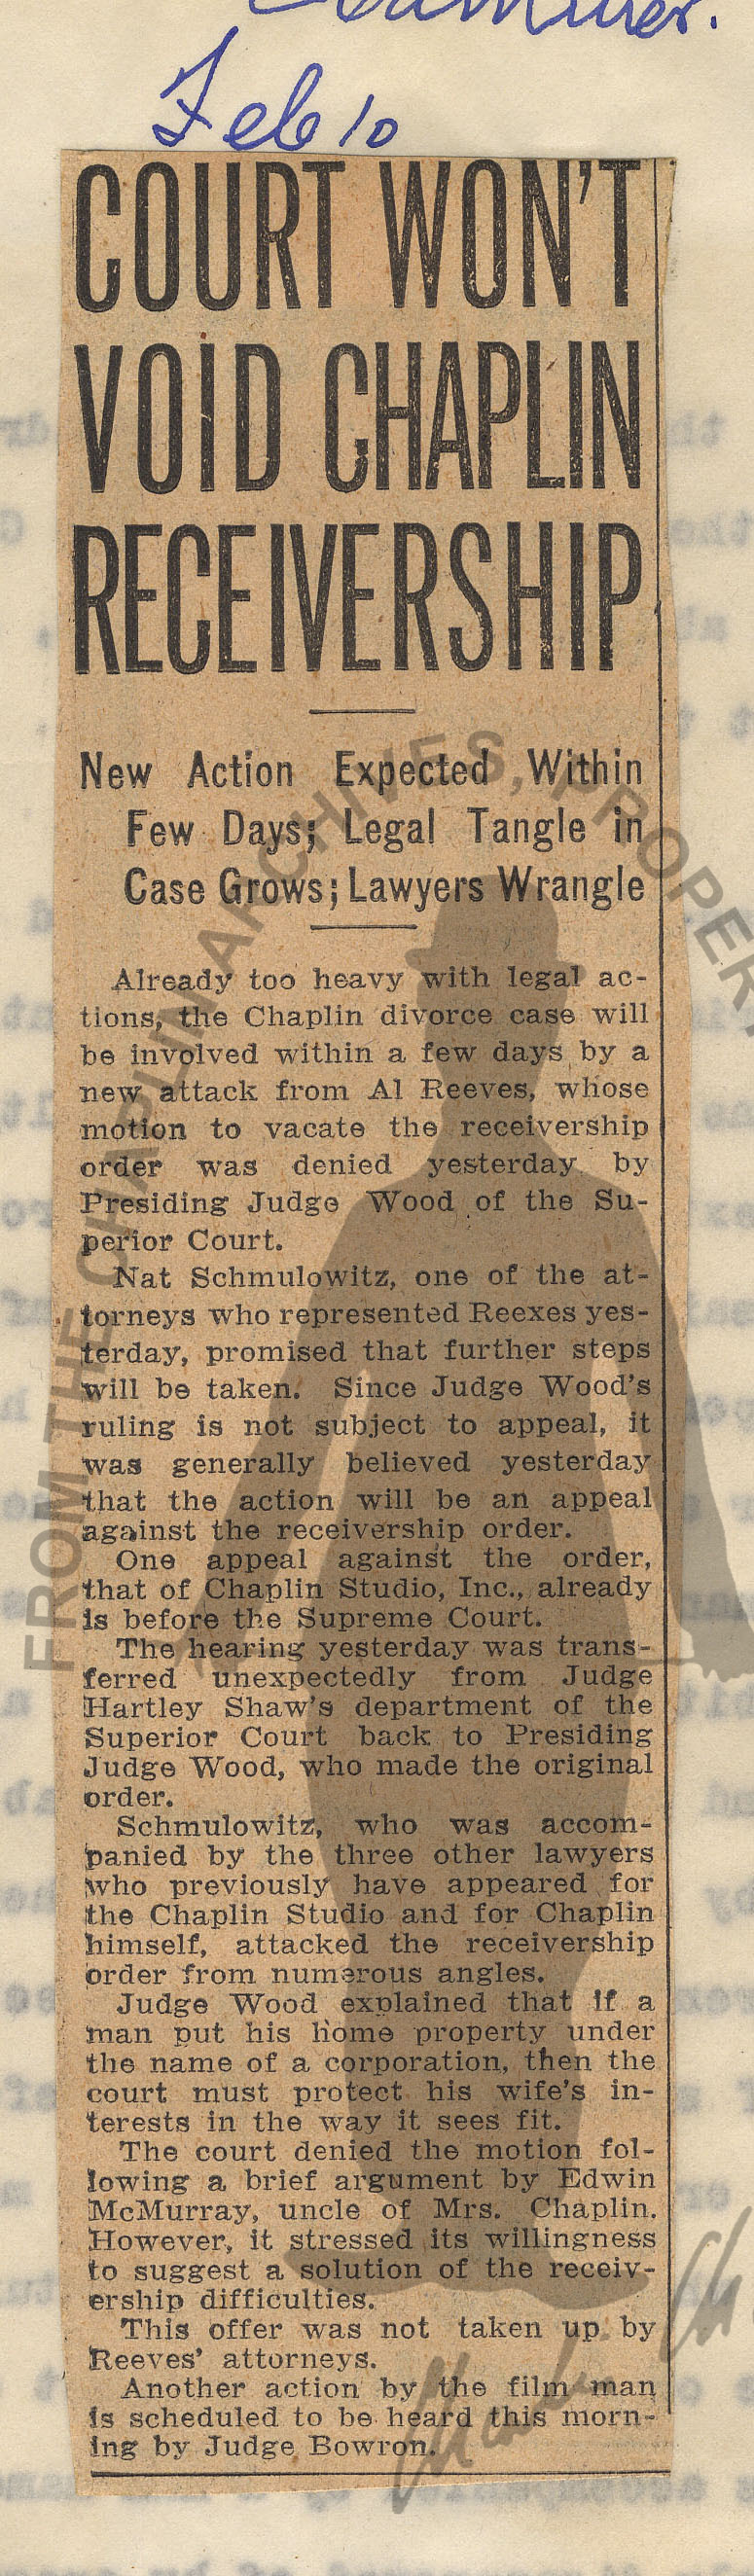 Examiner.
Feb 10
COURT WON'T
VOID CHAPLIN
RECEIVERSHIP
New Action Expected Within
Few Days; Legal Tangle in
Case Grows; Lawyers Wrangle
Already too heavy with legal ac-
tions, the Chaplin divorce case will
be involved within a few days by a
new attack from Al Reeves, whose
motion to vacate the receivership
order was denied yesterday by
Presiding Judge Wood of the Su-
perior Court.
Nat Schmulowitz, one of the at-
torneys who represented Reexes yes-
terday, promised that further steps
will be taken. Since Judge Wood's
ruling is not subject to appeal, it
was generally believed yesterday
that the action will be an appeal
against the receivership order.
One appeal against the order,
that of Chaplin Studio, Inc., already
is before the Supreme Court.
The hearing yesterday was trans-
ferred unexpectedly from Judge
Hartley Shaw's department of the
Superior Court back to Presiding
Judge Wood, who made the original
order.
Schmulowitz, who was accom-
panied by the three other lawyers
who previously have appeared for
the Chaplin Studio and for Chaplin
himself, attacked the receivership
order from numerous angles.
Judge Wood explained that if a
man put his home property under
the name of a corporation, then the
court must protect his wife's in-
terests in the way it sees fit.
The court denied the motion fol-
lowing a brief argument by Edwin
McMurray, uncle of Mrs. Chaplin.
However, it stressed its willingness
to suggest a solution of the receiv-
ership difficulties.
This offer was not taken up by
Reeves' attorneys.
Another action by the film man
is scheduled to be heard this morn-
ing by Judge Bowron.
FROM THE CHAPLIN ARCHIVES, PROPER